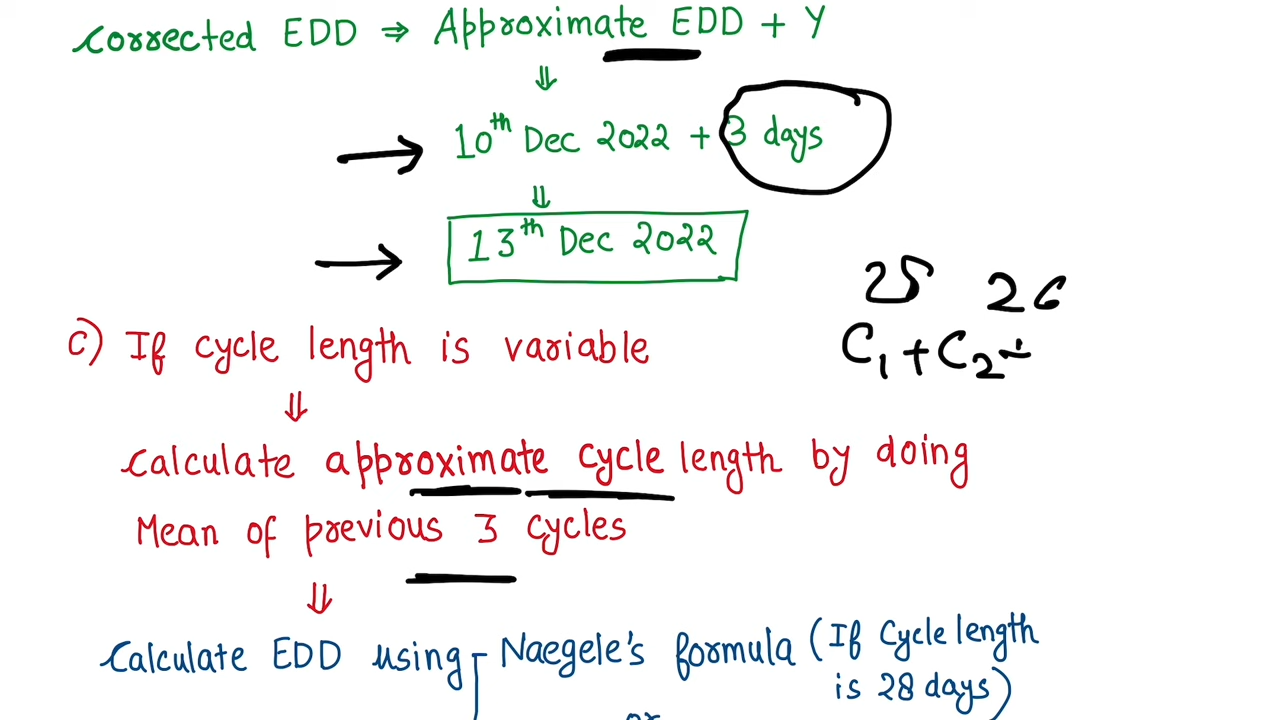 corrected EDD ⇒ Approximate EDD + Y
⇓
10th Dec 2022 + 3 days
⇓
13th Dec 2022
25 26
C1 + C2 +
c) If cycle length is variable
⇓
Calculate approximate cycle length by doing
Mean of previous 3 cycles
⇓
Calculate EDD using Naegele's formula (If Cycle length
is 28 days)
or